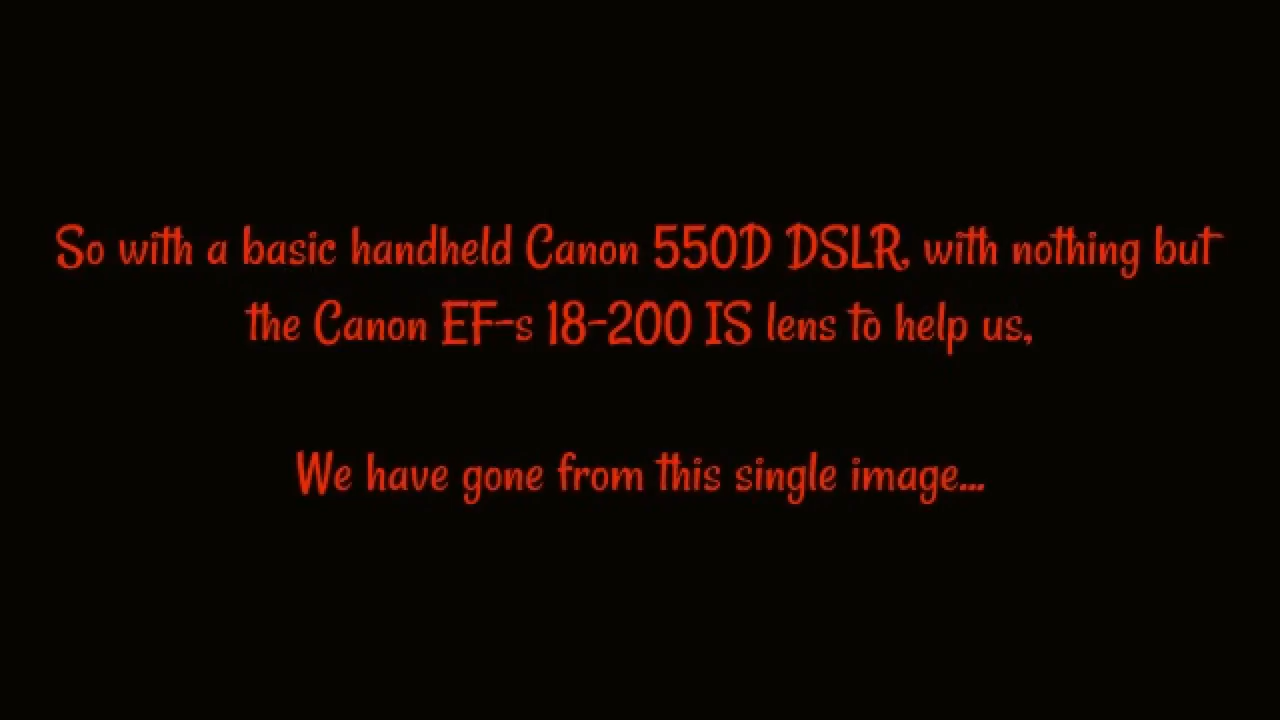 So with a basic handheld Canon 550D DSLR, with nothing but
the Canon EF-s 18-200 IS lens to help us,
We have gone from this single image...